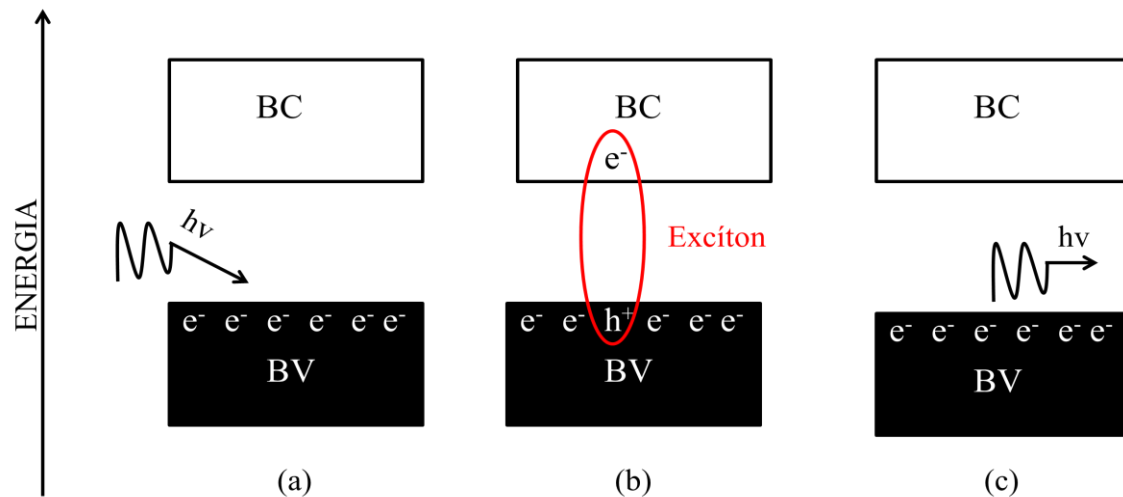 ENERGIA
BC
hν
e⁻ e⁻ e⁻ e⁻ e⁻ e⁻
BV
(a)
BC
e⁻
Excíton
e⁻ e⁻ h⁺ e⁻ e⁻ e⁻
BV
(b)
BC
hν
e⁻ e⁻ e⁻ e⁻ e⁻ e⁻
BV
(c)